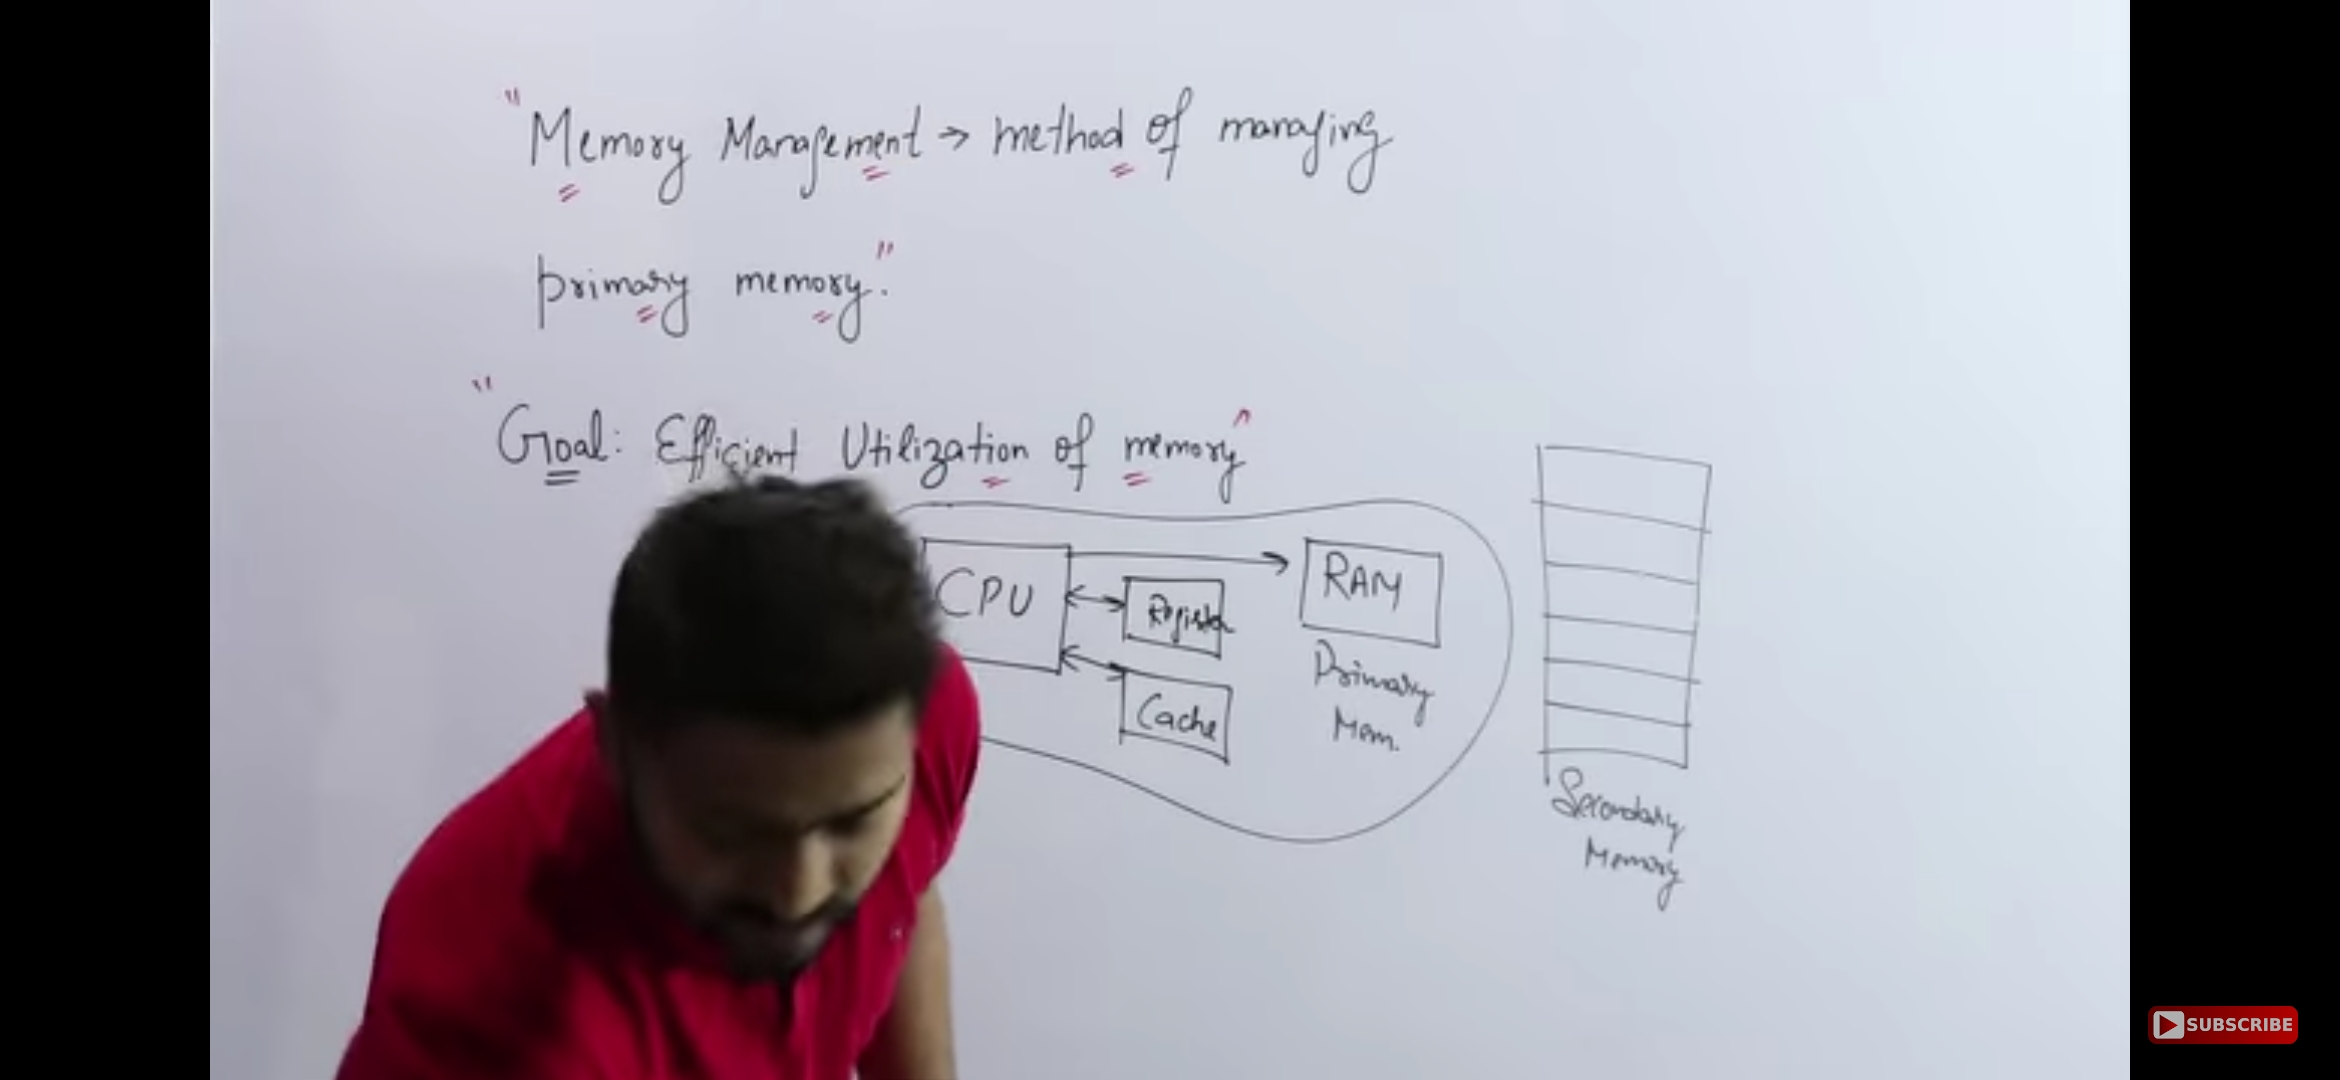 "Memory Management → method of managing
primary memory."
"Goal: Efficient Utilization of memory"
CPU
Register
Cache
RAM
Primary
Mem.
Secondary
Memory
SUBSCRIBE